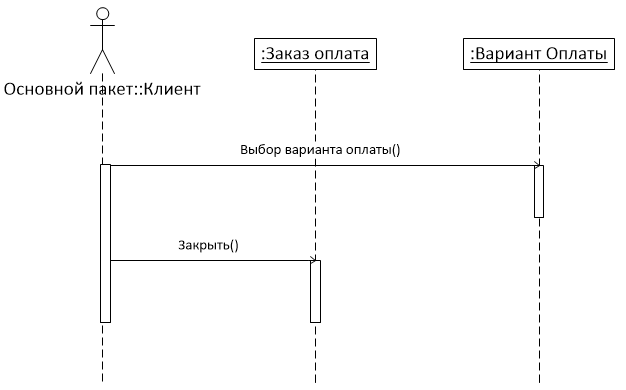 :Заказ оплата
:Вариант Оплаты
Основной пакет::Клиент
Выбор варианта оплаты()
Закрыть()